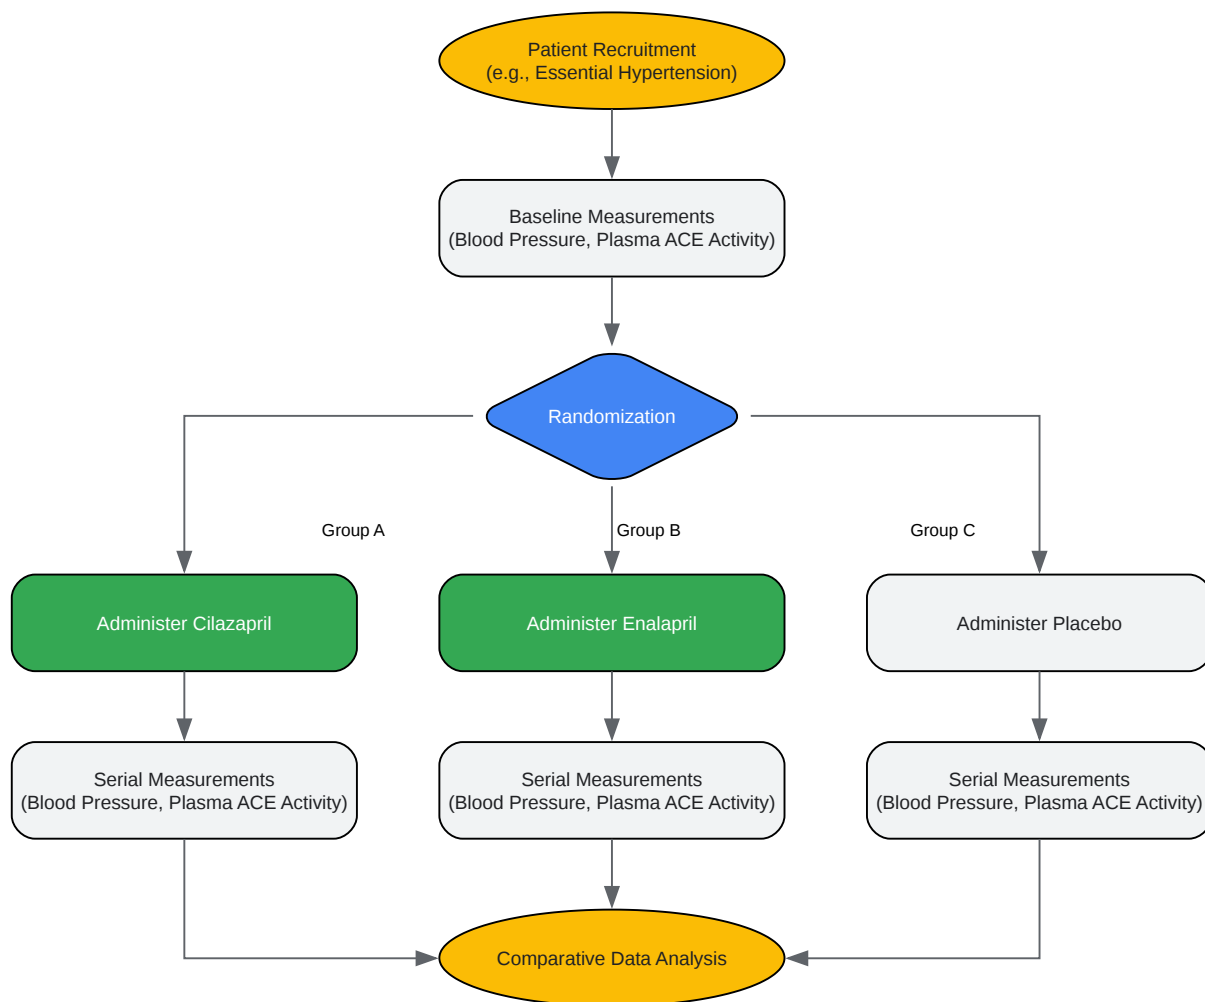 Patient Recruitment
(e.g., Essential Hypertension)
Baseline Measurements
(Blood Pressure, Plasma ACE Activity)
Randomization
Group A
Group B
Group C
Administer Cilazapril
Administer Enalapril
Administer Placebo
Serial Measurements
(Blood Pressure, Plasma ACE Activity)
Serial Measurements
(Blood Pressure, Plasma ACE Activity)
Serial Measurements
(Blood Pressure, Plasma ACE Activity)
Comparative Data Analysis